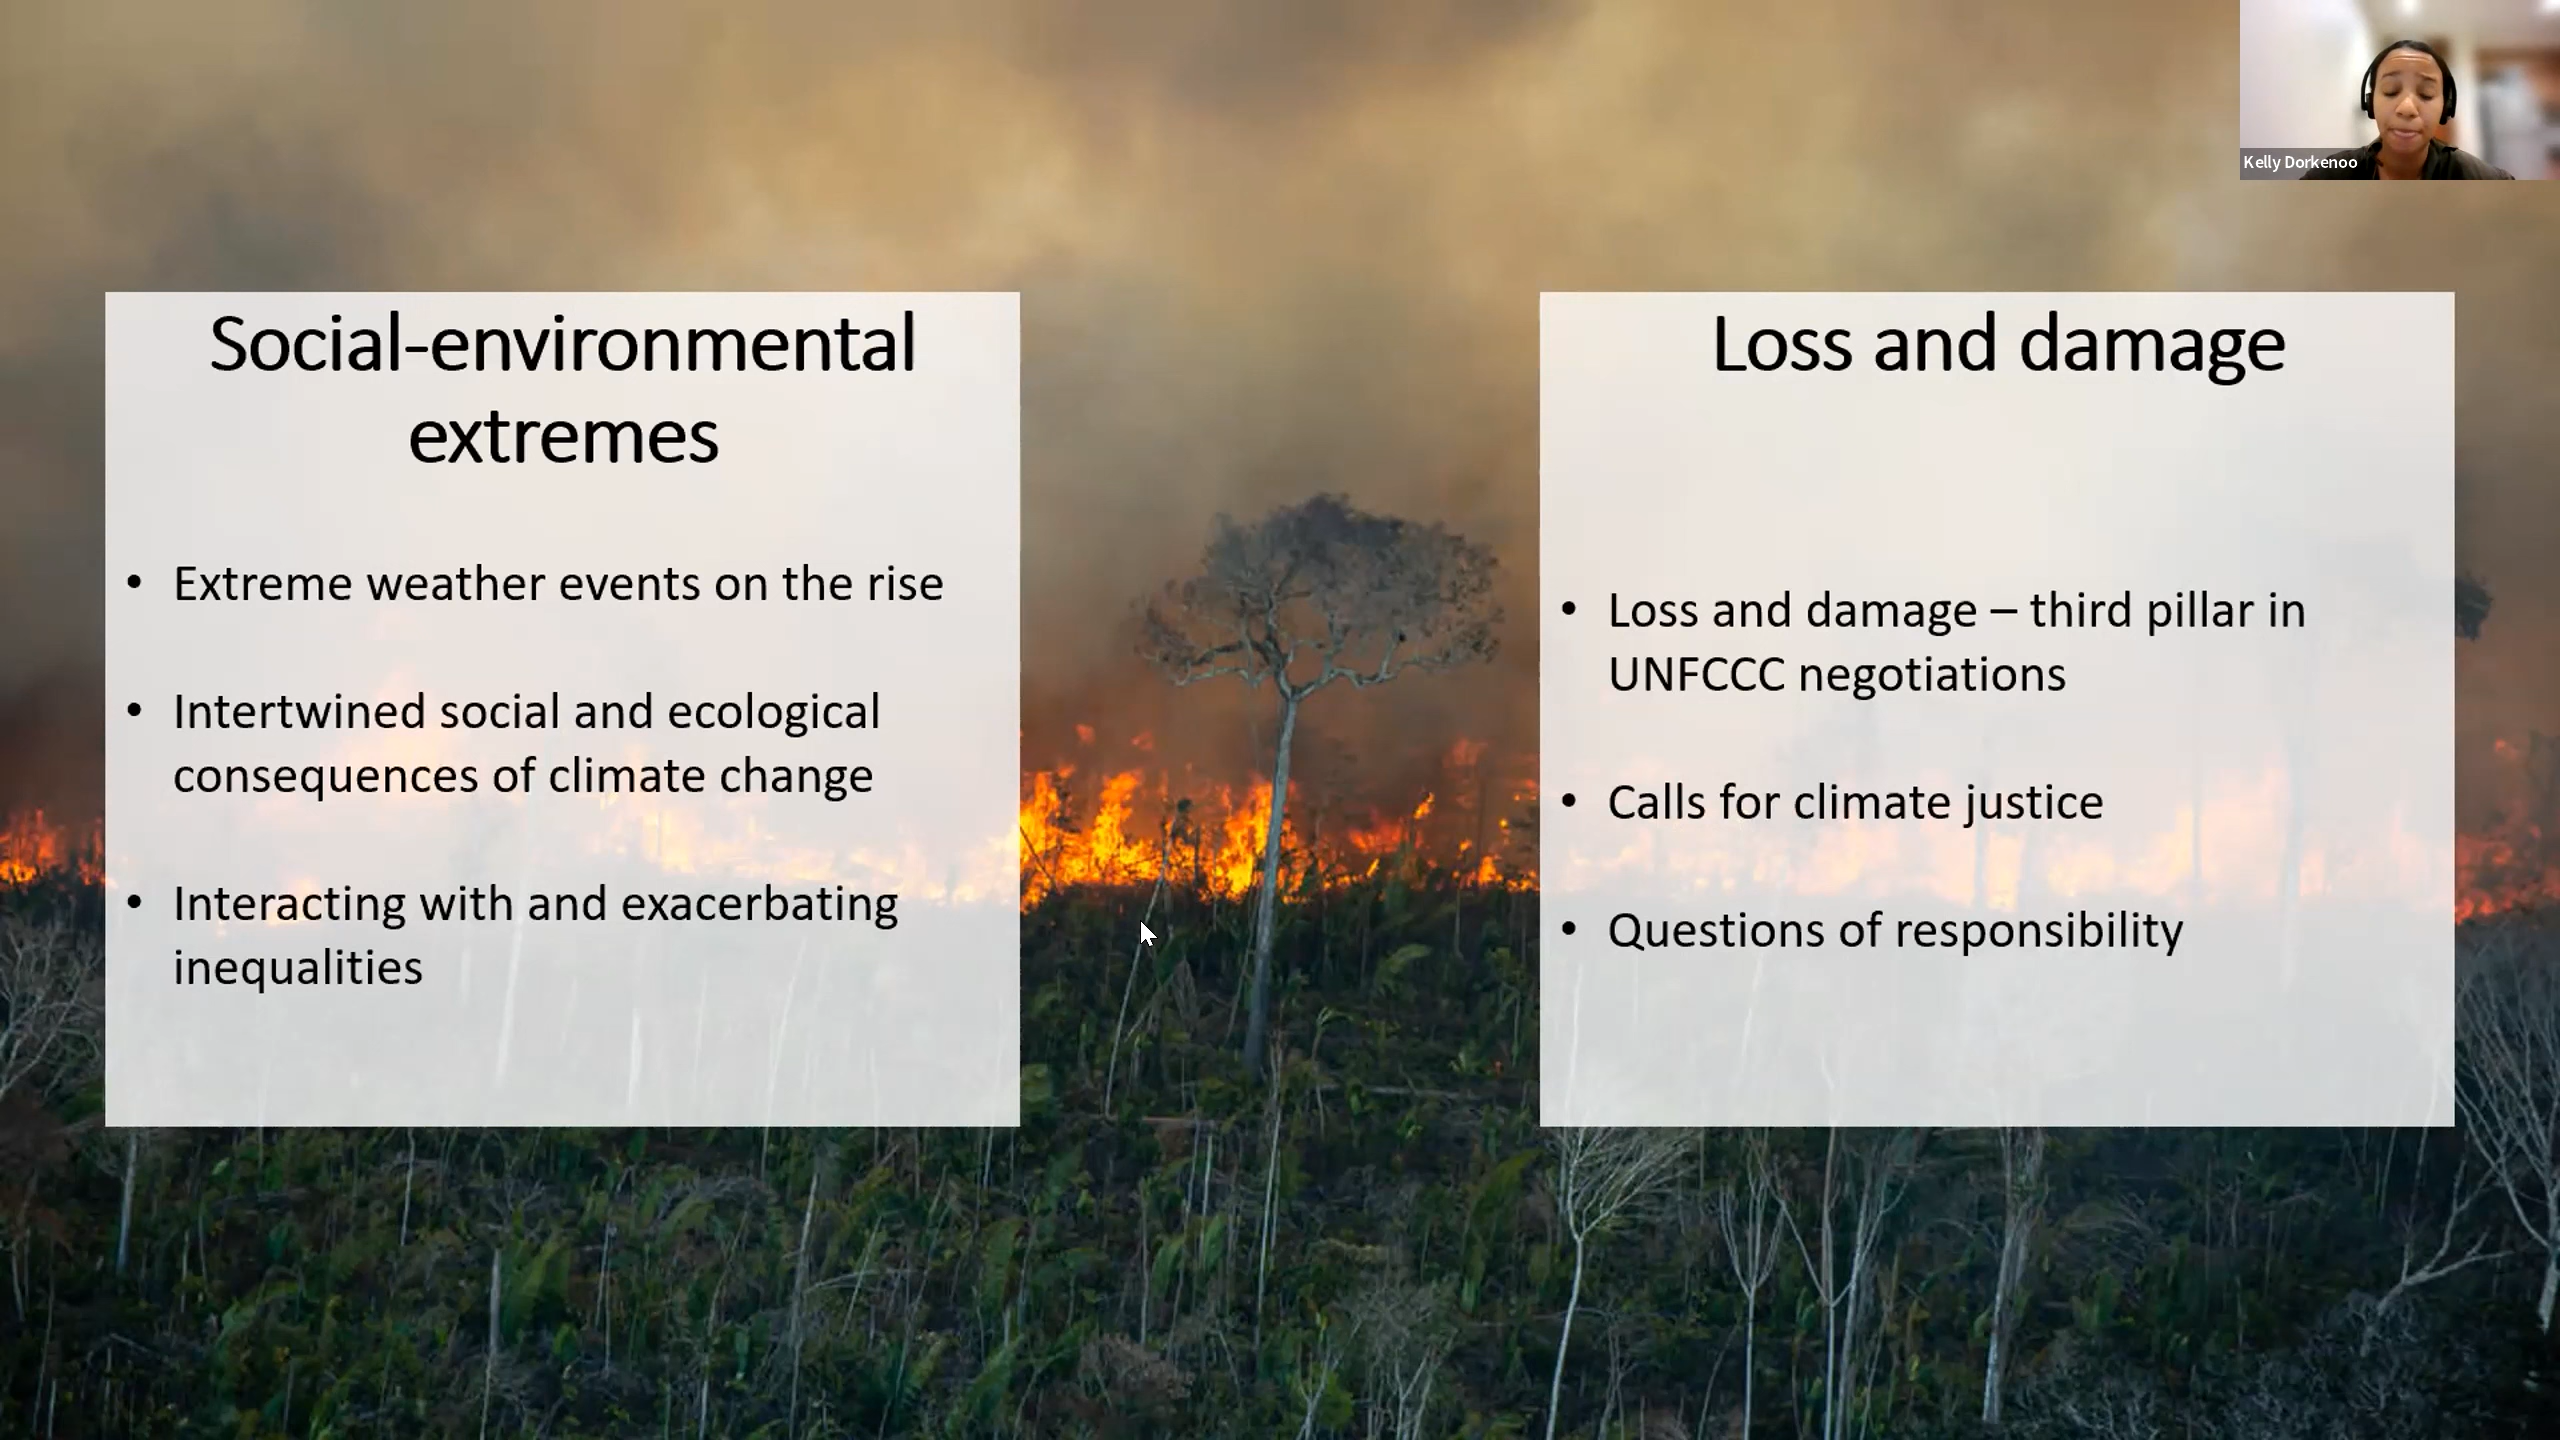 Kelly Dorkenoo
Social-environmental
extremes
• Extreme weather events on the rise
• Intertwined social and ecological
consequences of climate change
• Interacting with and exacerbating
inequalities
Loss and damage
• Loss and damage – third pillar in
UNFCCC negotiations
• Calls for climate justice
• Questions of responsibility